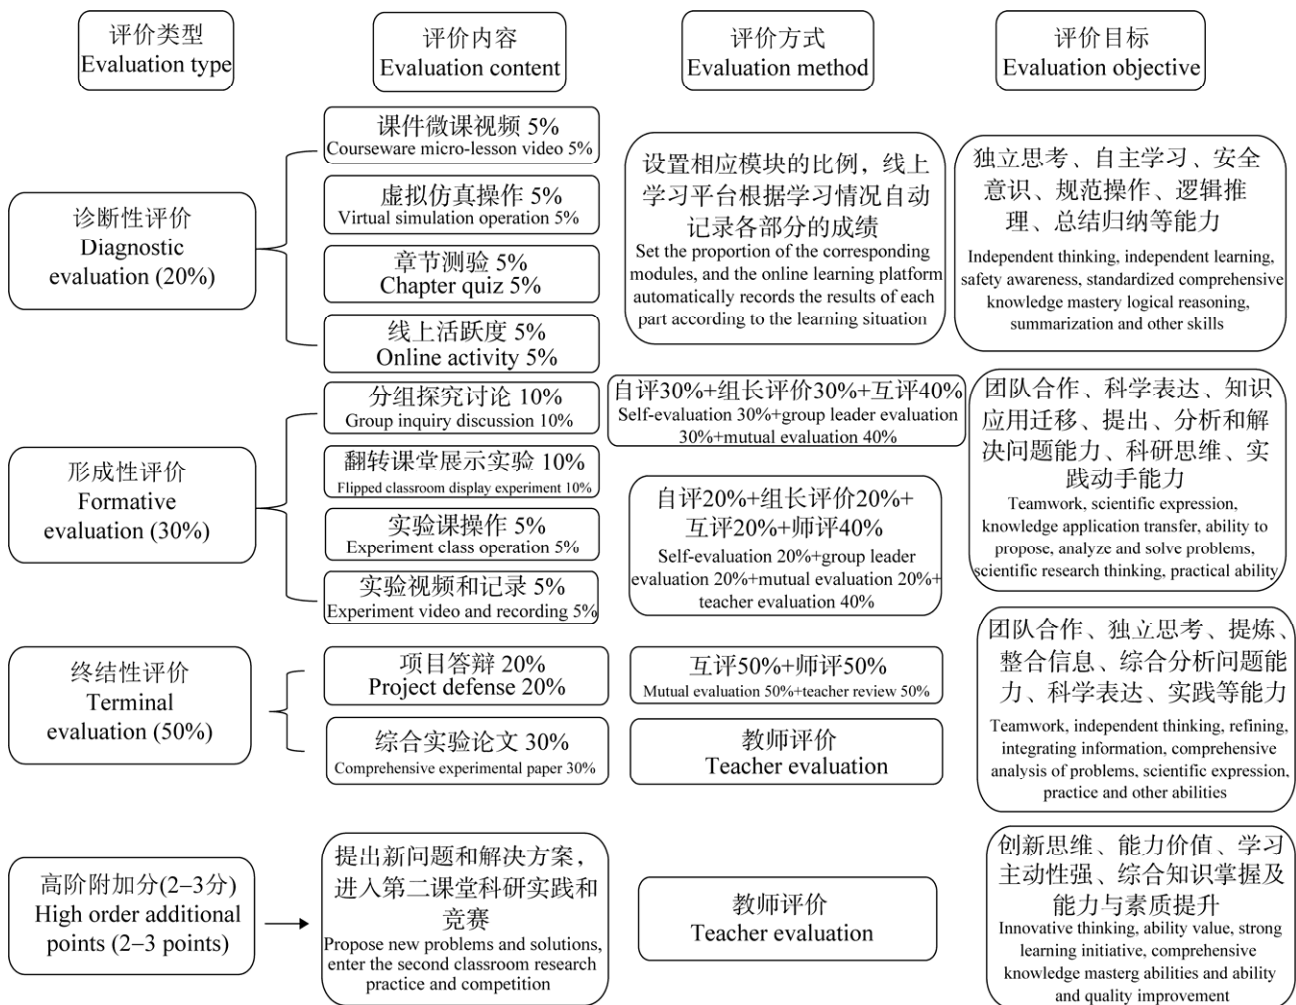 评价类型
Evaluation type
评价内容
Evaluation content
评价方式
Evaluation method
评价目标
Evaluation objective
诊断性评价
Diagnostic
evaluation (20%)
课件微课视频 5%
Courseware micro-lesson video 5%
虚拟仿真操作 5%
Virtual simulation operation 5%
章节测验 5%
Chapter quiz 5%
线上活跃度 5%
Online activity 5%
设置相应模块的比例，线上
学习平台根据学习情况自动
记录各部分的成绩
Set the proportion of the corresponding
modules, and the online learning platform
automatically records the results of each
part according to the learning situation
独立思考、自主学习、安全
意识、规范操作、逻辑推
理、总结归纳等能力
Independent thinking, independent learning,
safety awareness, standardized comprehensive
knowledge mastery logical reasoning,
summarization and other skills
形成性评价
Formative
evaluation (30%)
分组探究讨论 10%
Group inquiry discussion 10%
翻转课堂展示实验 10%
Flipped classroom display experiment 10%
实验课操作 5%
Experiment class operation 5%
实验视频和记录 5%
Experiment video and recording 5%
自评30%+组长评价30%+互评40%
Self-evaluation 30%+group leader evaluation
30%+mutual evaluation 40%
自评20%+组长评价20%+
互评20%+师评40%
Self-evaluation 20%+group leader
evaluation 20%+mutual evaluation 20%+
teacher evaluation 40%
团队合作、科学表达、知识
应用迁移、提出、分析和解
决问题能力、科研思维、实
践动手能力
Teamwork, scientific expression,
knowledge application transfer, ability to
propose, analyze and solve problems,
scientific research thinking, practical ability
终结性评价
Terminal
evaluation (50%)
项目答辩 20%
Project defense 20%
综合实验论文 30%
Comprehensive experimental paper 30%
互评50%+师评50%
Mutual evaluation 50%+teacher review 50%
教师评价
Teacher evaluation
团队合作、独立思考、提炼、
整合信息、综合分析问题能
力、科学表达、实践等能力
Teamwork, independent thinking, refining,
integrating information, comprehensive
analysis of problems, scientific expression,
practice and other abilities
高阶附加分(2–3分)
High order additional
points (2–3 points)
提出新问题和解决方案，
进入第二课堂科研实践和
竞赛
Propose new problems and solutions,
enter the second classroom research
practice and competition
教师评价
Teacher evaluation
创新思维、能力价值、学习
主动性强、综合知识掌握及
能力与素质提升
Innovative thinking, ability value, strong
learning initiative, comprehensive
knowledge masterg abilities and ability
and quality improvement